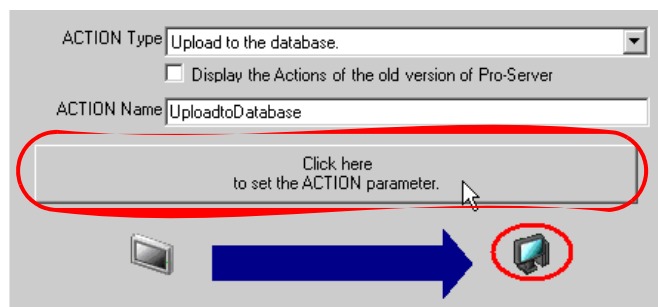 ACTION Type Upload to the database.
Display the Actions of the old version of Pro-Server
ACTION Name UploadtoDatabase
Click here
to set the ACTION parameter.